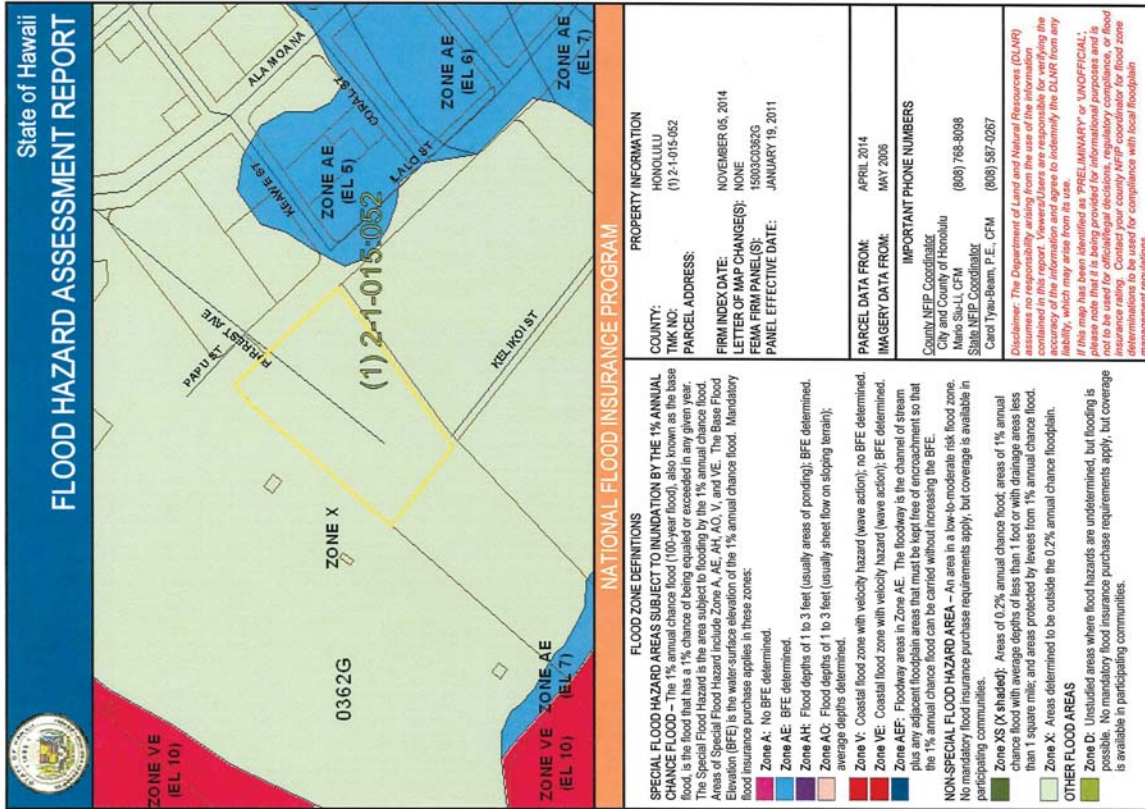 State of Hawaii
FLOOD HAZARD ASSESSMENT REPORT
ZONE VE
(EL 10)
ALA MOANA
PAPU ST
KEAWE ST
CORAL ST
ZONE AE
(EL 6)
ZONE AE
(EL 7)
ZONE AE
(EL 5)
ILALO ST
ZONE X
(1) 2-1-015-052
0362G
KELIKOI ST
ZONE VE
(EL 10)
ZONE AE
(EL 7)
NATIONAL FLOOD INSURANCE PROGRAM
FLOOD ZONE DEFINITIONS
SPECIAL FLOOD HAZARD AREAS SUBJECT TO INUNDATION BY THE 1% ANNUAL
CHANCE FLOOD – The 1% annual chance flood (100-year flood), also known as the base
flood, is the flood that has a 1% chance of being equaled or exceeded in any given year.
The Special Flood Hazard is the area subject to flooding by the 1% annual chance flood.
Areas of Special Flood Hazard include Zone A, AE, AH, AO, V, and VE. The Base Flood
Elevation (BFE) is the water-surface elevation of the 1% annual chance flood. Mandatory
flood insurance purchase applies in these zones:
Zone A: No BFE determined.
Zone AE: BFE determined.
Zone AH: Flood depths of 1 to 3 feet (usually areas of ponding); BFE determined.
Zone AO: Flood depths of 1 to 3 feet (usually sheet flow on sloping terrain);
average depths determined.
Zone V: Coastal flood zone with velocity hazard (wave action); no BFE determined.
Zone VE: Coastal flood zone with velocity hazard (wave action); BFE determined.
Zone AEF: Floodway areas in Zone AE. The floodway is the channel of stream
plus any adjacent floodplain areas that must be kept free of encroachment so that
the 1% annual chance flood can be carried without increasing the BFE.
NON-SPECIAL FLOOD HAZARD AREA – An area in a low-to-moderate risk flood zone.
No mandatory flood insurance purchase requirements apply, but coverage is available in
participating communities.
Zone XS (X shaded): Areas of 0.2% annual chance flood; areas of 1% annual
chance flood with average depths of less than 1 foot or with drainage areas less
than 1 square mile; and areas protected by levees from 1% annual chance flood.
Zone X: Areas determined to be outside the 0.2% annual chance floodplain.
OTHER FLOOD AREAS
Zone D: Unstudied areas where flood hazards are undetermined, but flooding is
possible. No mandatory flood insurance purchase requirements apply, but coverage
is available in participating communities.
PROPERTY INFORMATION
COUNTY: HONOLULU
TMK NO: (1) 2-1-015-052
PARCEL ADDRESS:
FIRM INDEX DATE: NOVEMBER 05, 2014
LETTER OF MAP CHANGE(S): NONE
FEMA FIRM PANEL(S): 15003C0362G
PANEL EFFECTIVE DATE: JANUARY 19, 2011
PARCEL DATA FROM: APRIL 2014
IMAGERY DATA FROM: MAY 2006
IMPORTANT PHONE NUMBERS
County NFIP Coordinator
City and County of Honolulu
Mario Siu-Li, CFM (808) 768-8098
State NFIP Coordinator
Carol Tyau-Beam, P.E., CFM (808) 587-0267
Disclaimer: The Department of Land and Natural Resources (DLNR)
assumes no responsibility arising from the use of the information
contained in this report. Viewers/Users are responsible for verifying the
accuracy of the information and agree to indemnify the DLNR from any
liability, which may arise from its use.
If this map has been identified as 'PRELIMINARY' or 'UNOFFICIAL',
please note that it is being provided for informational purposes and is
not to be used for official/legal decisions, regulatory compliance, or flood
insurance rating. Contact your county NFIP coordinator for flood zone
determinations to be used for compliance with local floodplain
management regulations.